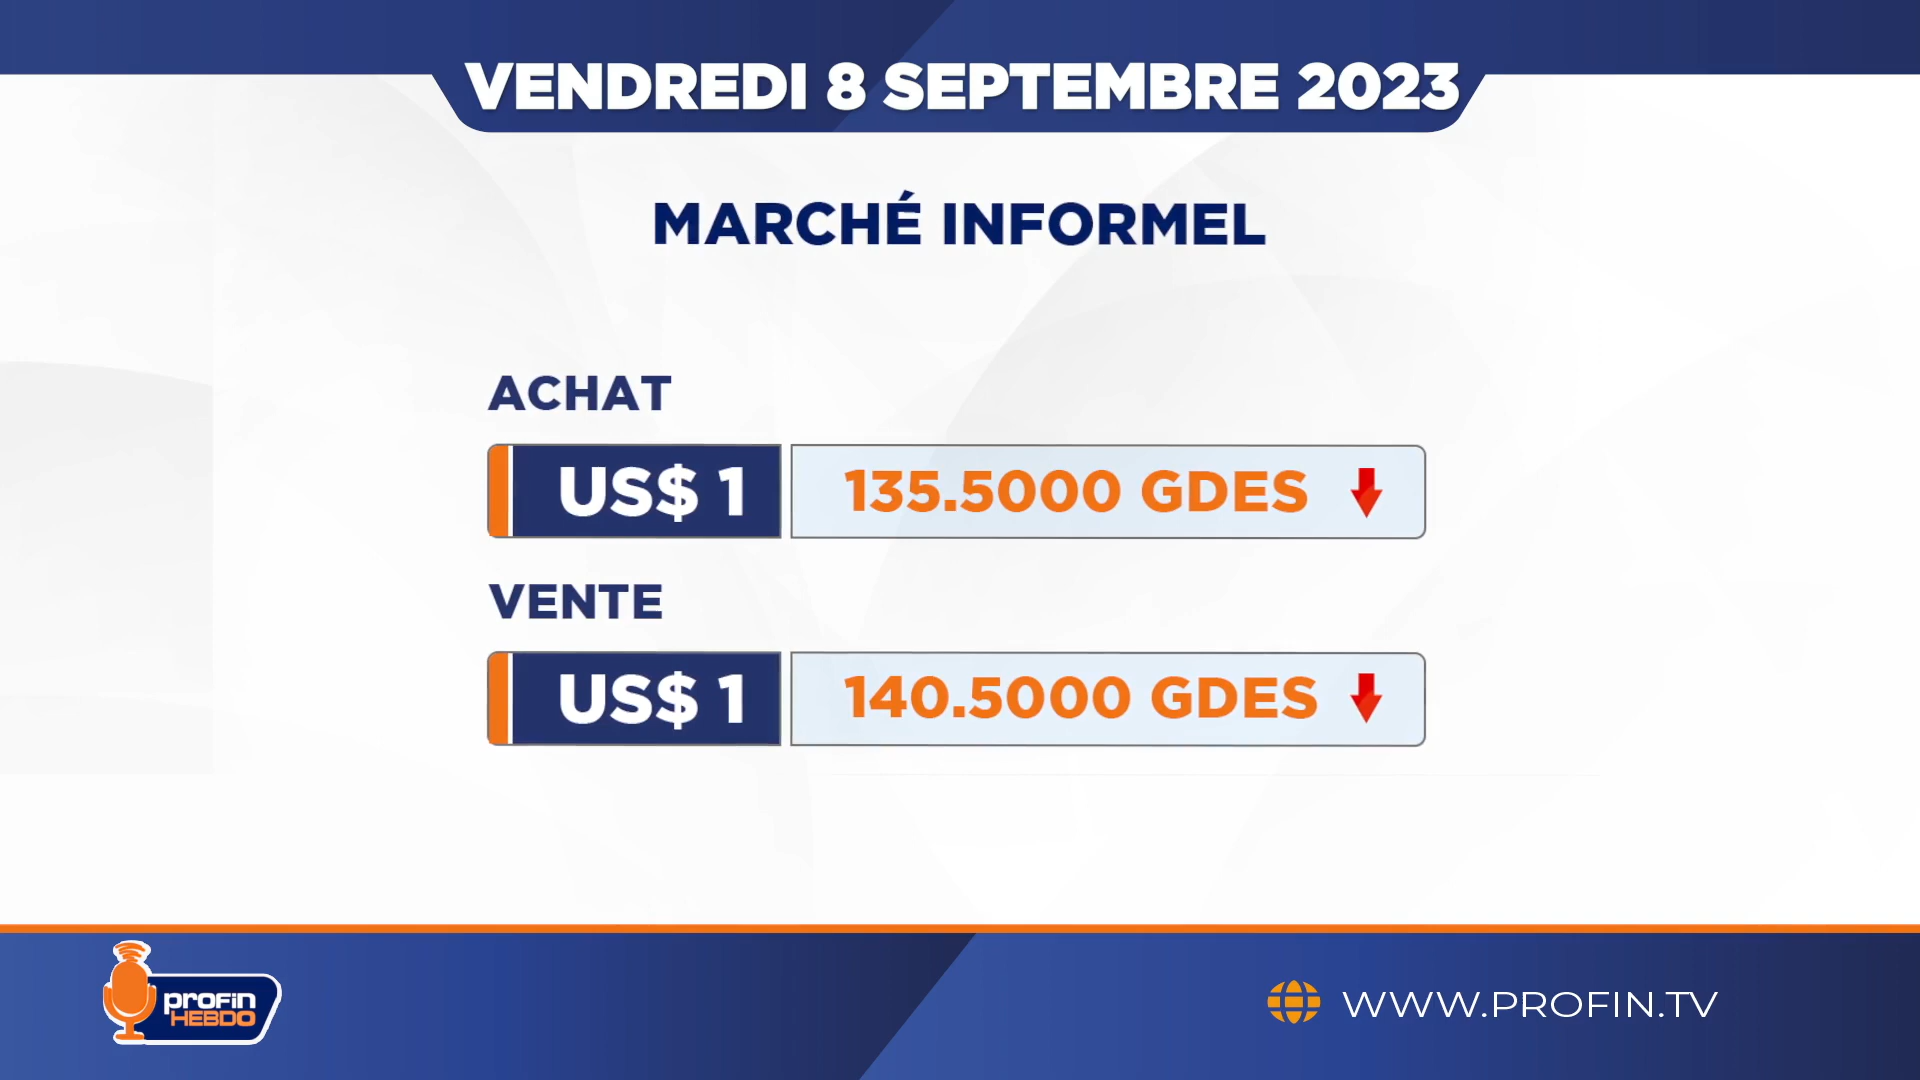 VENDREDI 8 SEPTEMBRE 2023
MARCHÉ INFORMEL
ACHAT
US$ 1 135.5000 GDES
VENTE
US$ 1 140.5000 GDES
profin
HEBDO
WWW.PROFIN.TV